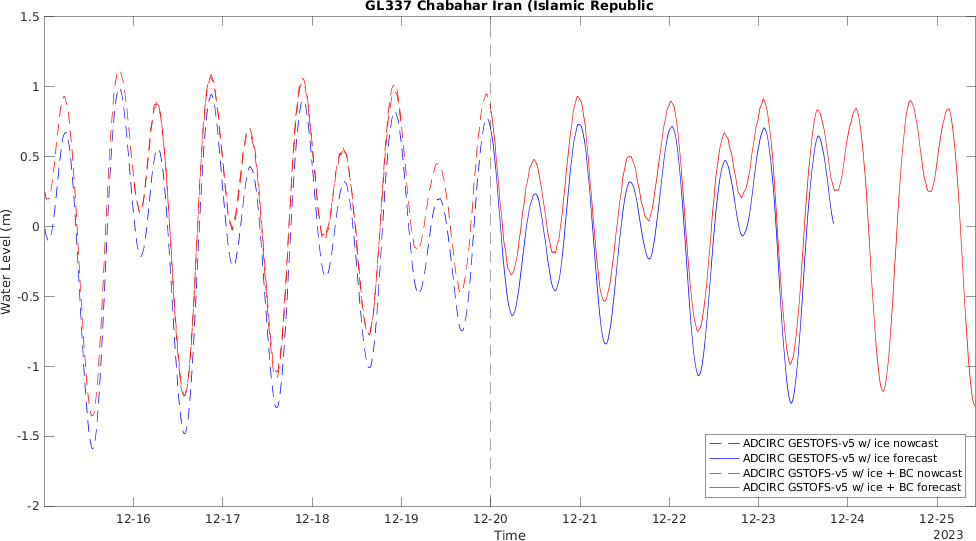 GL337 Chabahar Iran (Islamic Republic
1.5
1
0.5
0
-0.5
-1
-1.5
-2
Water Level (m)
12-16
12-17
12-18
12-19
12-20
12-21
12-22
12-23
12-24
12-25
Time
2023
ADCIRC GESTOFS-v5 w/ ice nowcast
ADCIRC GESTOFS-v5 w/ ice forecast
ADCIRC GSTOFS-v5 w/ ice + BC nowcast
ADCIRC GSTOFS-v5 w/ ice + BC forecast